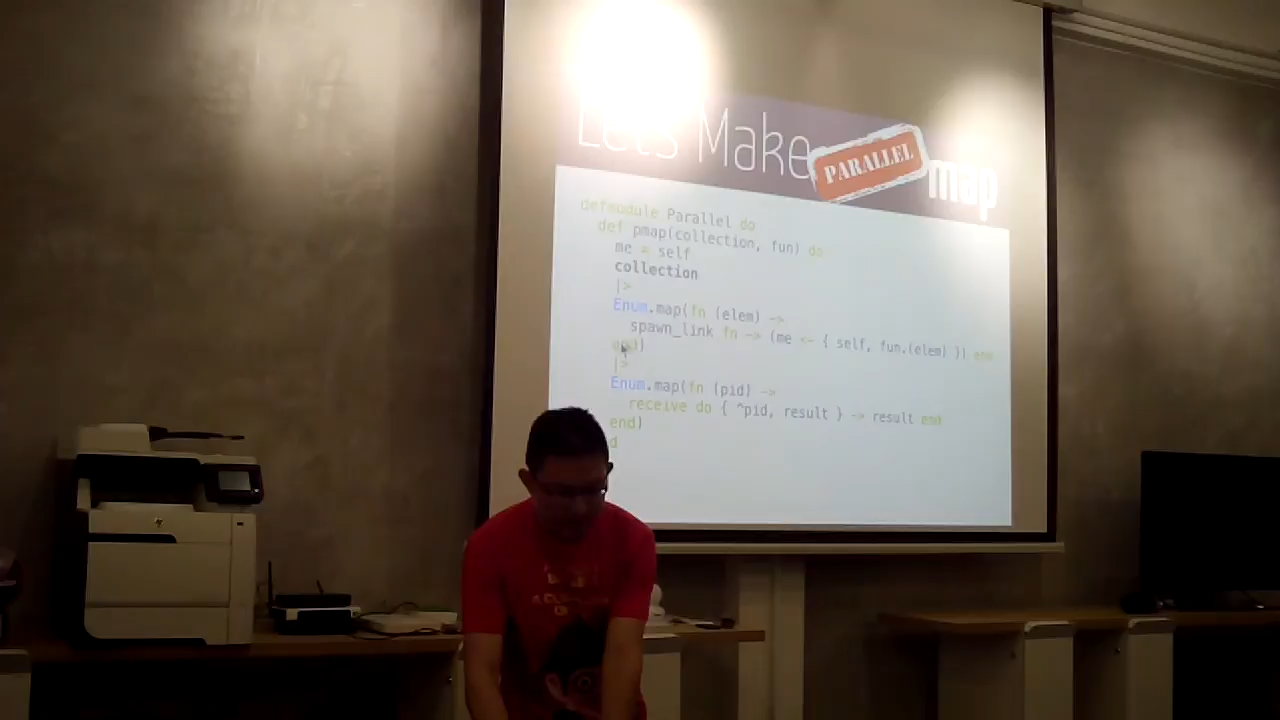 Lets Make PARALLEL map
defmodule Parallel do
def pmap(collection, fun) do
me = self
collection
|>
Enum.map(fn (elem) ->
spawn_link fn -> (me <- { self, fun.(elem) }) end
end)
|>
Enum.map(fn (pid) ->
receive do { ^pid, result } -> result end
end)
d